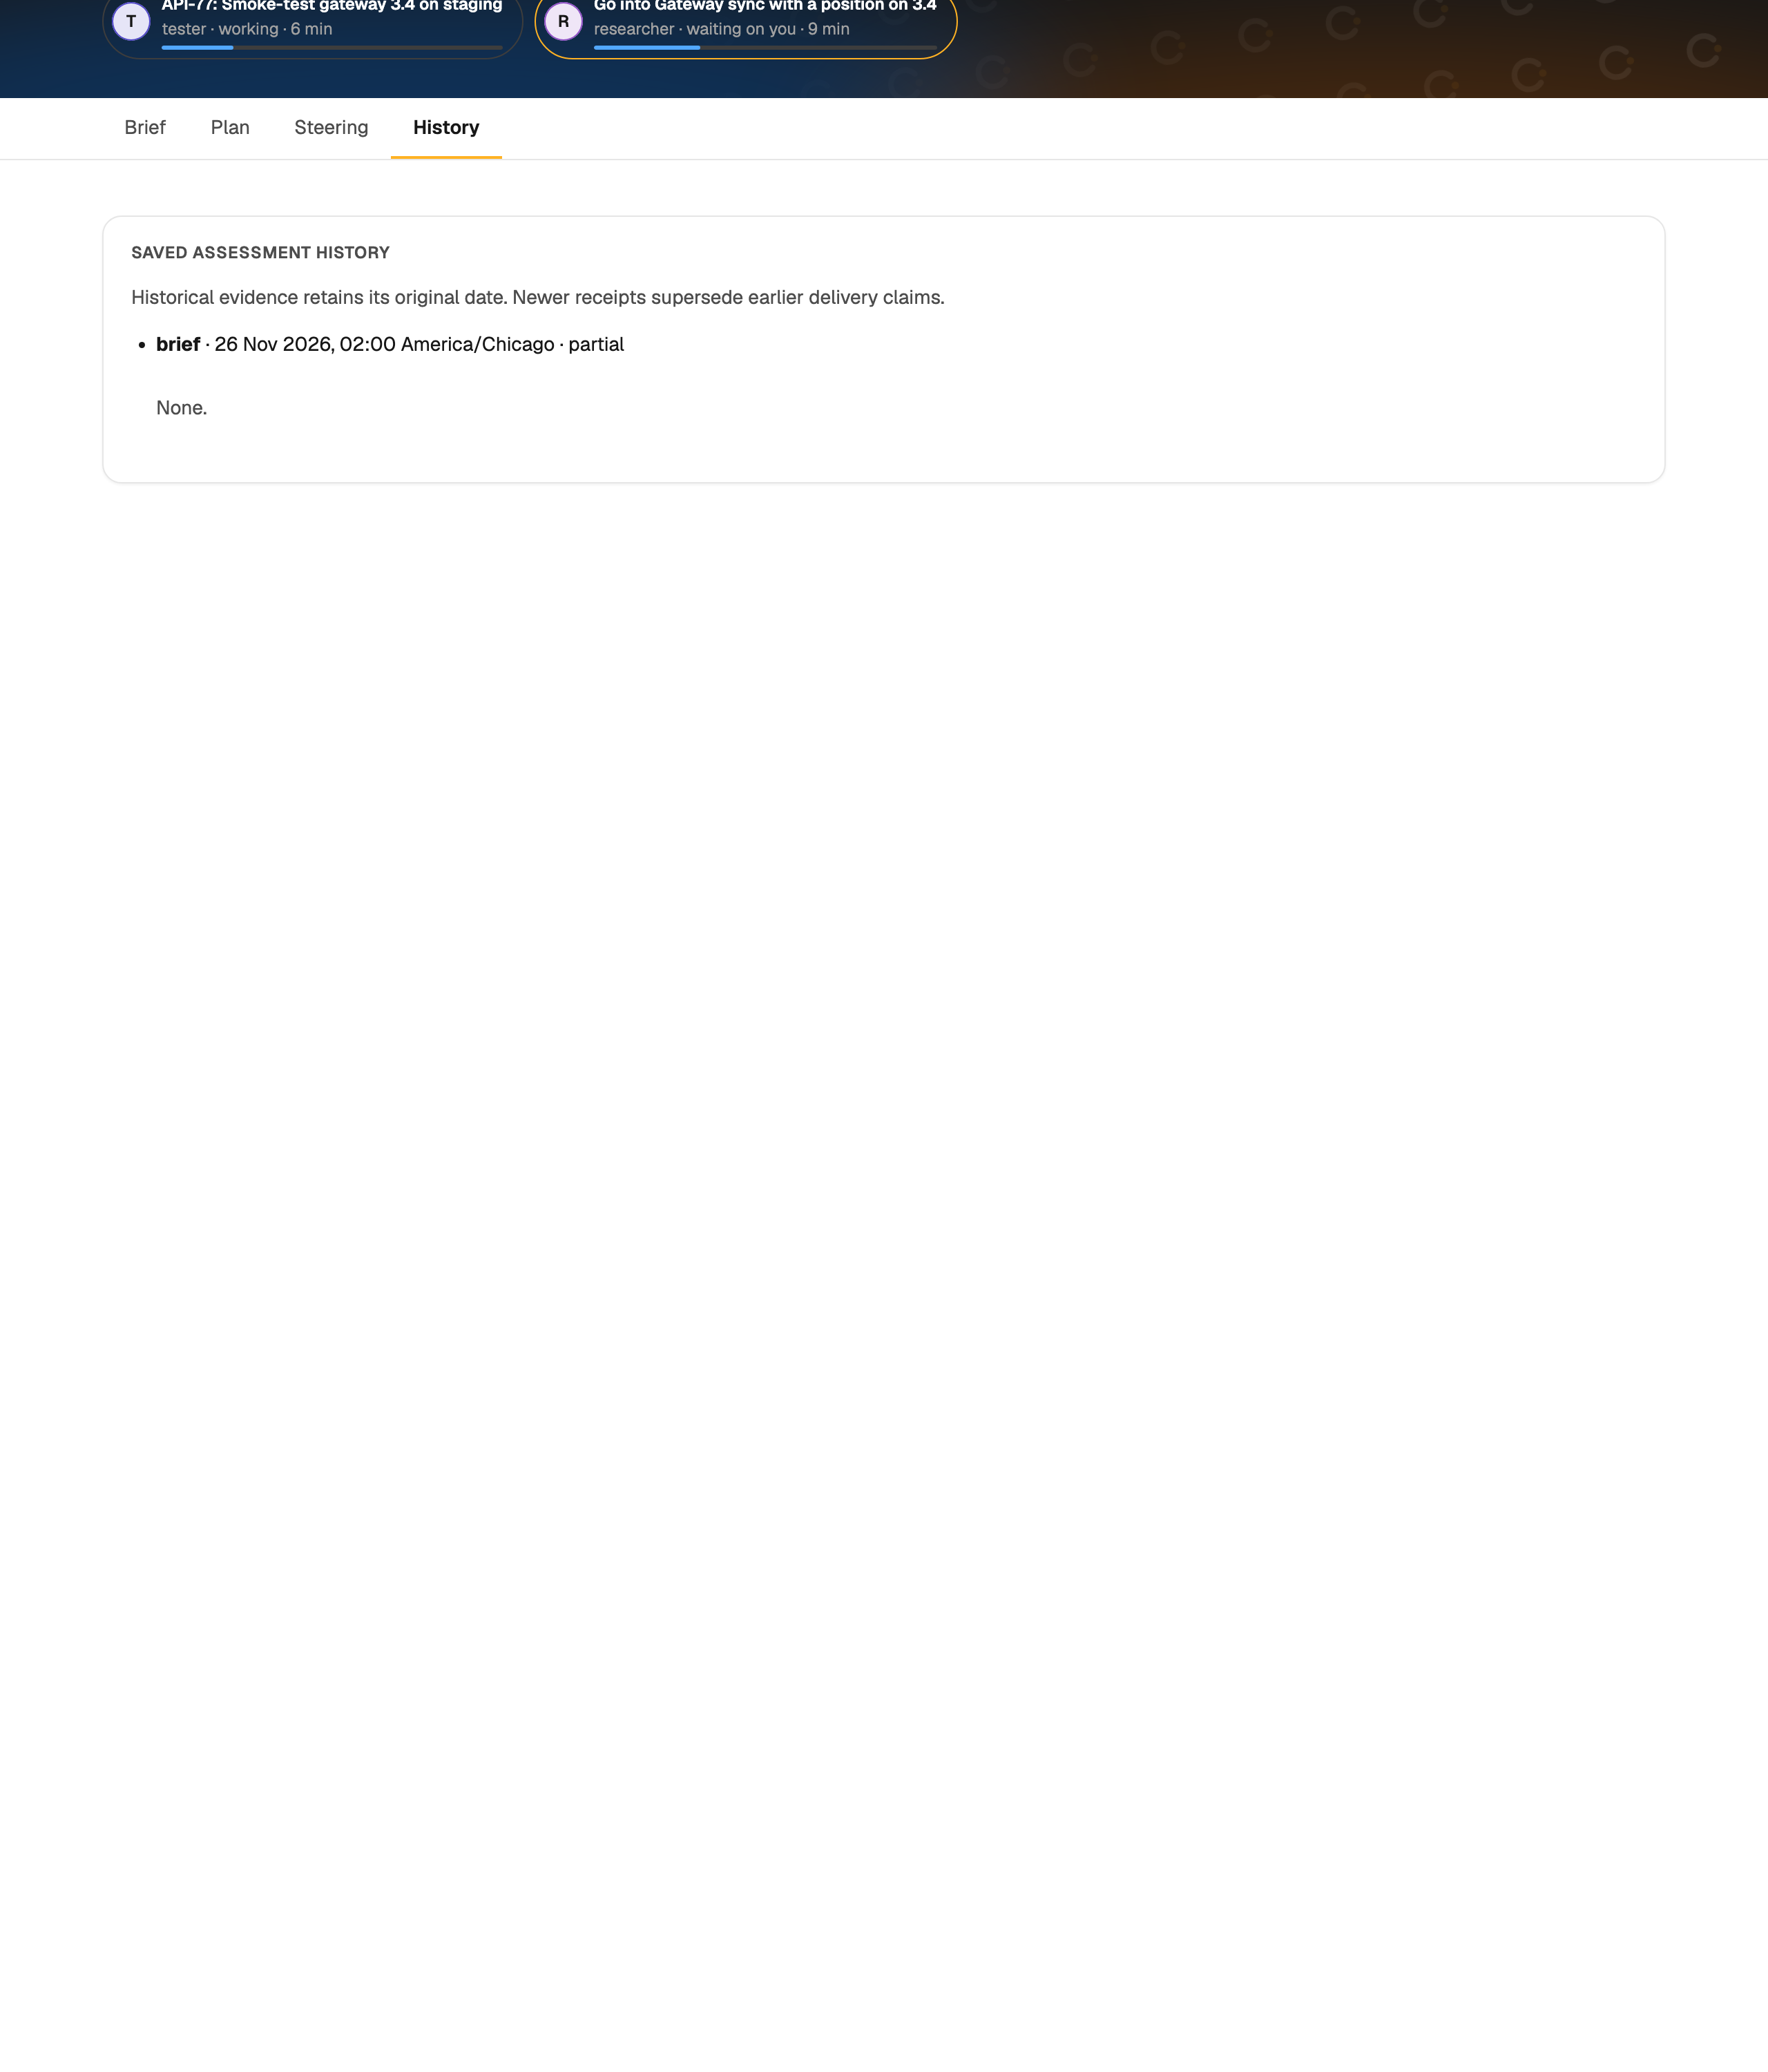 API-77: Smoke-test gateway 3.4 on staging
T
tester · working · 6 min
Go into Gateway sync with a position on 3.4
R
researcher · waiting on you · 9 min
Brief
Plan
Steering
History
SAVED ASSESSMENT HISTORY
Historical evidence retains its original date. Newer receipts supersede earlier delivery claims.
• brief · 26 Nov 2026, 02:00 America/Chicago · partial
None.